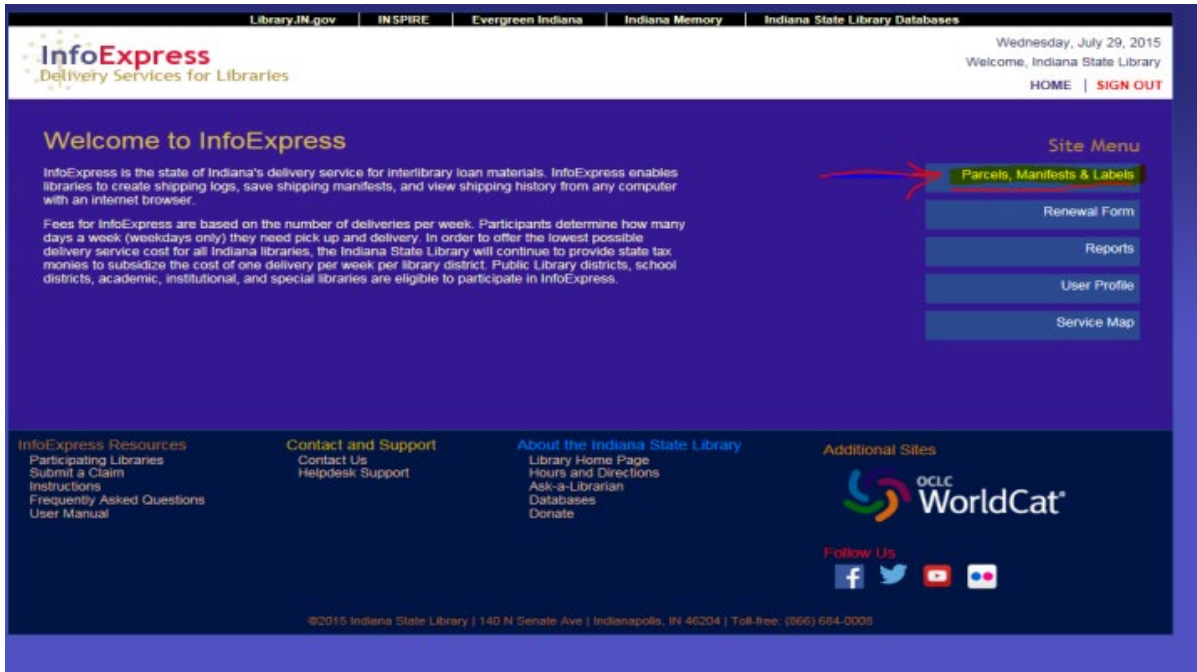 Library.IN.gov INSPIRE Evergreen Indiana Indiana Memory Indiana State Library Databases
InfoExpress
Delivery Services for Libraries
Wednesday, July 29, 2015
Welcome, Indiana State Library
HOME | SIGN OUT
Welcome to InfoExpress
InfoExpress is the state of Indiana's delivery service for interlibrary loan materials. InfoExpress enables
libraries to create shipping logs, save shipping manifests, and view shipping history from any computer
with an internet browser.
Fees for InfoExpress are based on the number of deliveries per week. Participants determine how many
days a week (weekdays only) they need pick up and delivery. In order to offer the lowest possible
delivery service cost for all Indiana libraries, the Indiana State Library will continue to provide state tax
monies to subsidize the cost of one delivery per week per library district. Public Library districts, school
districts, academic, institutional, and special libraries are eligible to participate in InfoExpress.
Site Menu
Parcels, Manifests & Labels
Renewal Form
Reports
User Profile
Service Map
InfoExpress Resources
Participating Libraries
Submit a Claim
Instructions
Frequently Asked Questions
User Manual
Contact and Support
Contact Us
Helpdesk Support
About the Indiana State Library
Library Home Page
Hours and Directions
Ask-a-Librarian
Databases
Donate
Additional Sites
OCLC
WorldCat®
Follow Us
©2015 Indiana State Library | 140 N Senate Ave | Indianapolis, IN 46204 | Toll-free: (866) 684-0008